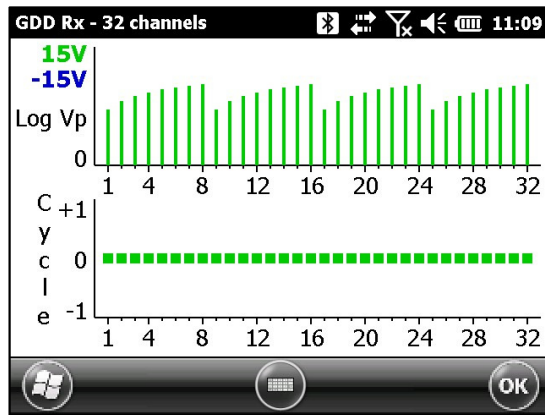 GDD Rx - 32 channels 11:09
15V
-15V
Log Vp
0
1 4 8 12 16 20 24 28 32
Cycle
+1
0
-1
1 4 8 12 16 20 24 28 32
OK